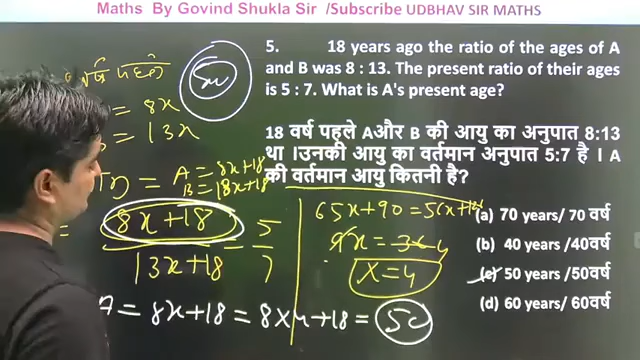 Maths By Govind Shukla Sir /Subscribe UDBHAV SIR MATHS
5. 18 years ago the ratio of the ages of A
and B was 8 : 13. The present ratio of their ages
is 5 : 7. What is A's present age?
18 वर्ष पहले A और B की आयु का अनुपात 8:13
था ।उनकी आयु का वर्तमान अनुपात 5:7 है । A
की वर्तमान आयु कितनी है?
(a) 70 years/ 70 वर्ष
(b) 40 years /40वर्ष
(c) 50 years /50वर्ष
(d) 60 years/ 60वर्ष
50
= 8x
= 13x
= A = 8x+18
B = 18x+18
8x+18 = 5
13x+18 7
65x+90 = 56x+126
x = 4
A = 8x+18 = 8x4+18 = 50